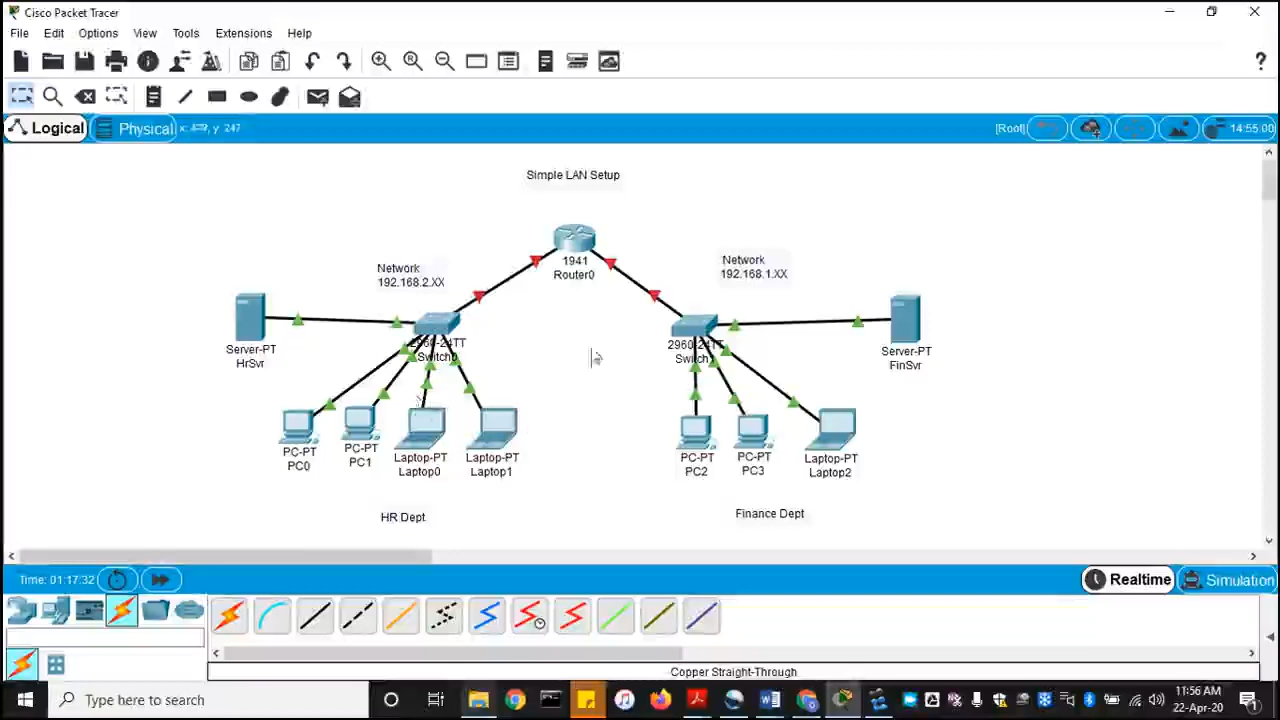 Cisco Packet Tracer
File Edit Options View Tools Extensions Help
Logical
Physical
y: 247
[Root]
14:55:00
Simple LAN Setup
1941
Router0
Network
192.168.2.XX
Network
192.168.1.XX
Server-PT
HrSvr
2960-24TT
Switch0
2960-24TT
Server-PT
FinSvr
PC-PT
PC0
PC-PT
PC1
Laptop-PT
Laptop0
Laptop-PT
Laptop1
PC-PT
PC2
PC-PT
PC3
Laptop-PT
Laptop2
HR Dept
Finance Dept
Time: 01:17:32
Realtime
Simulation
Copper Straight-Through
Type here to search
11:56 AM
22-Apr-20